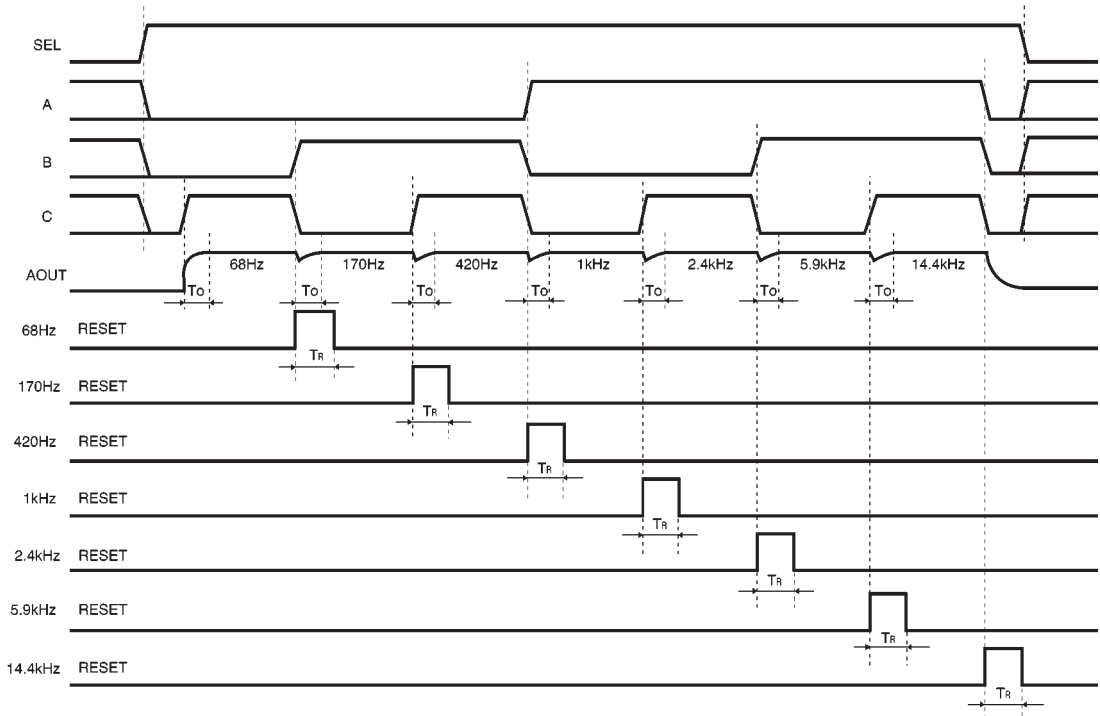 SEL
A
B
C
AOUT
68Hz 170Hz 420Hz 1kHz 2.4kHz 5.9kHz 14.4kHz
To To To To To To To
68Hz RESET
TR
170Hz RESET
TR
420Hz RESET
TR
1kHz RESET
TR
2.4kHz RESET
TR
5.9kHz RESET
TR
14.4kHz RESET
TR